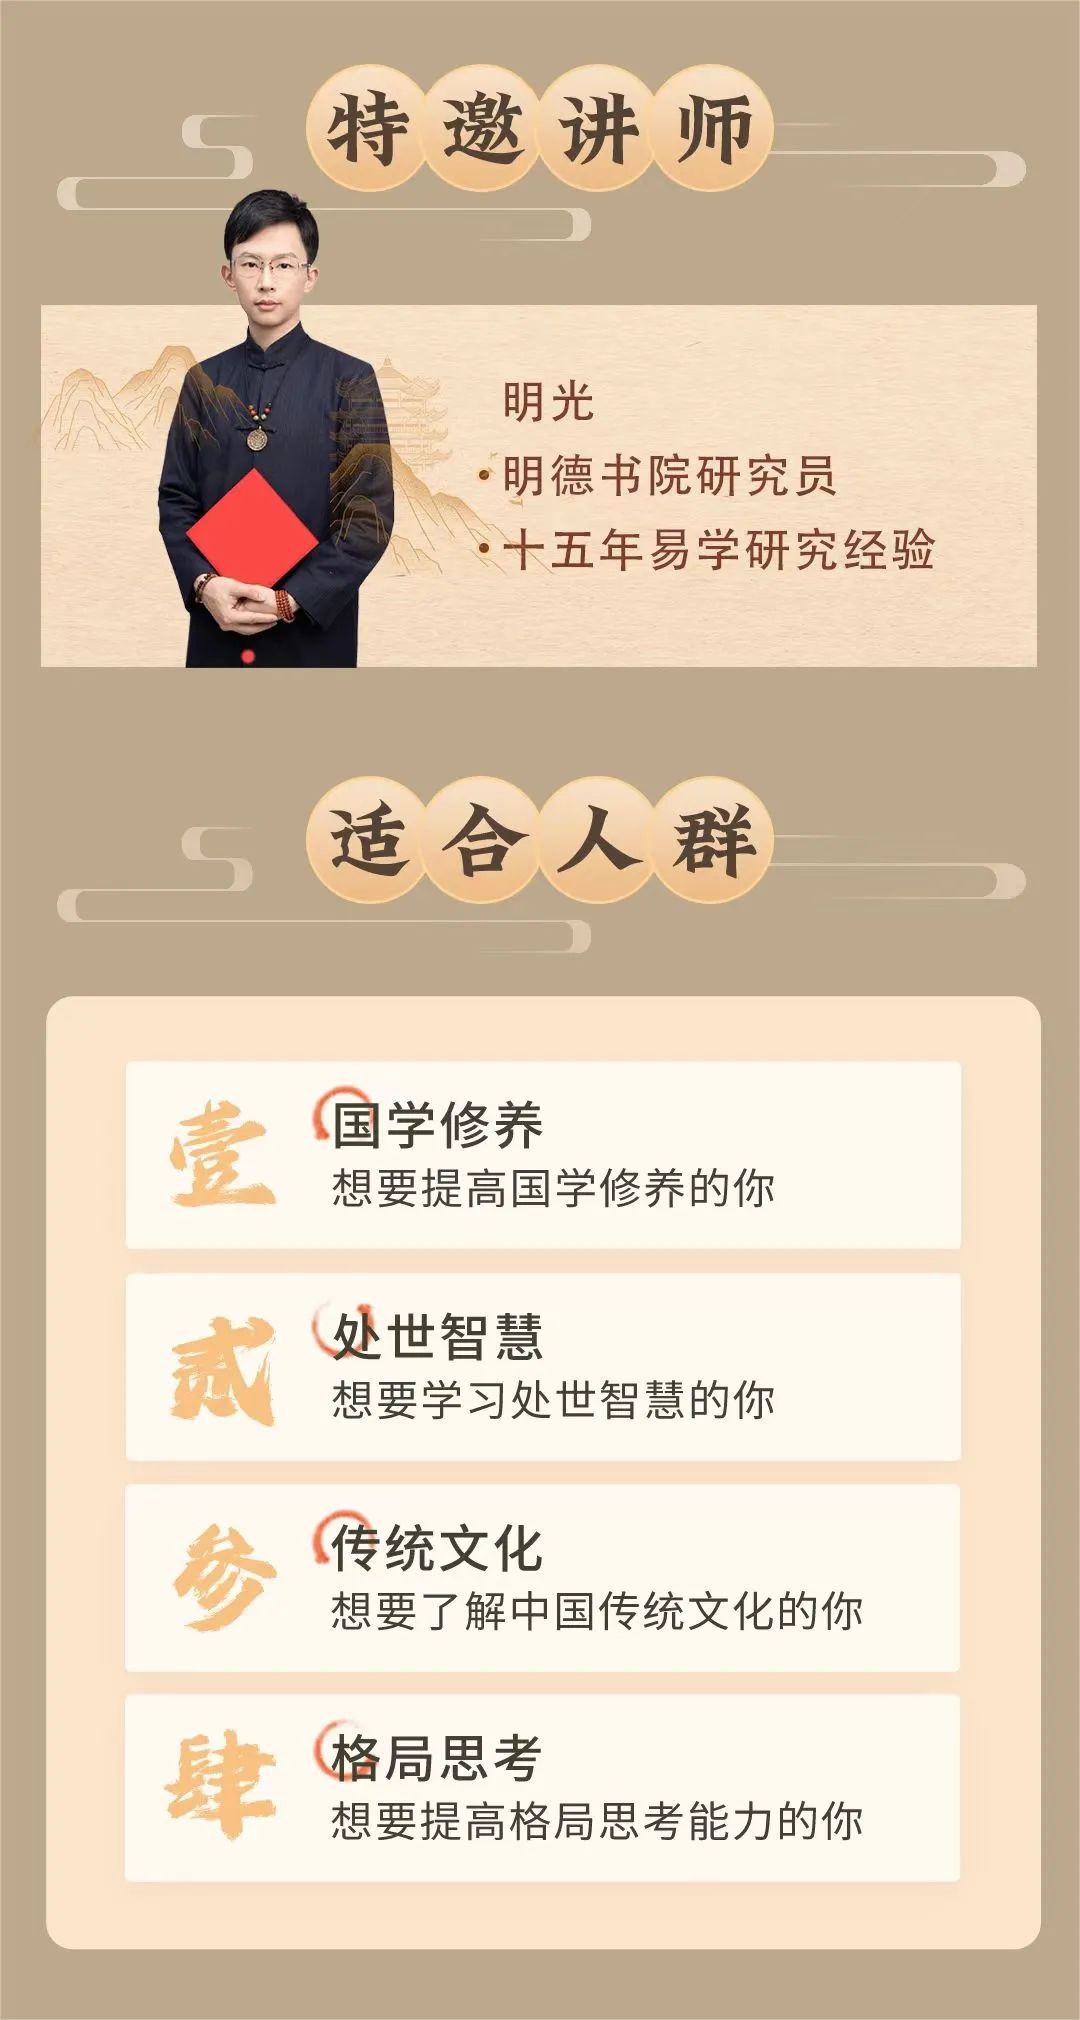 特邀讲师
明光
·明德书院研究员
·十五年易学研究经验
适合人群
壹
国学修养
想要提高国学修养的你
贰
处世智慧
想要学习处世智慧的你
参
传统文化
想要了解中国传统文化的你
肆
格局思考
想要提高格局思考能力的你